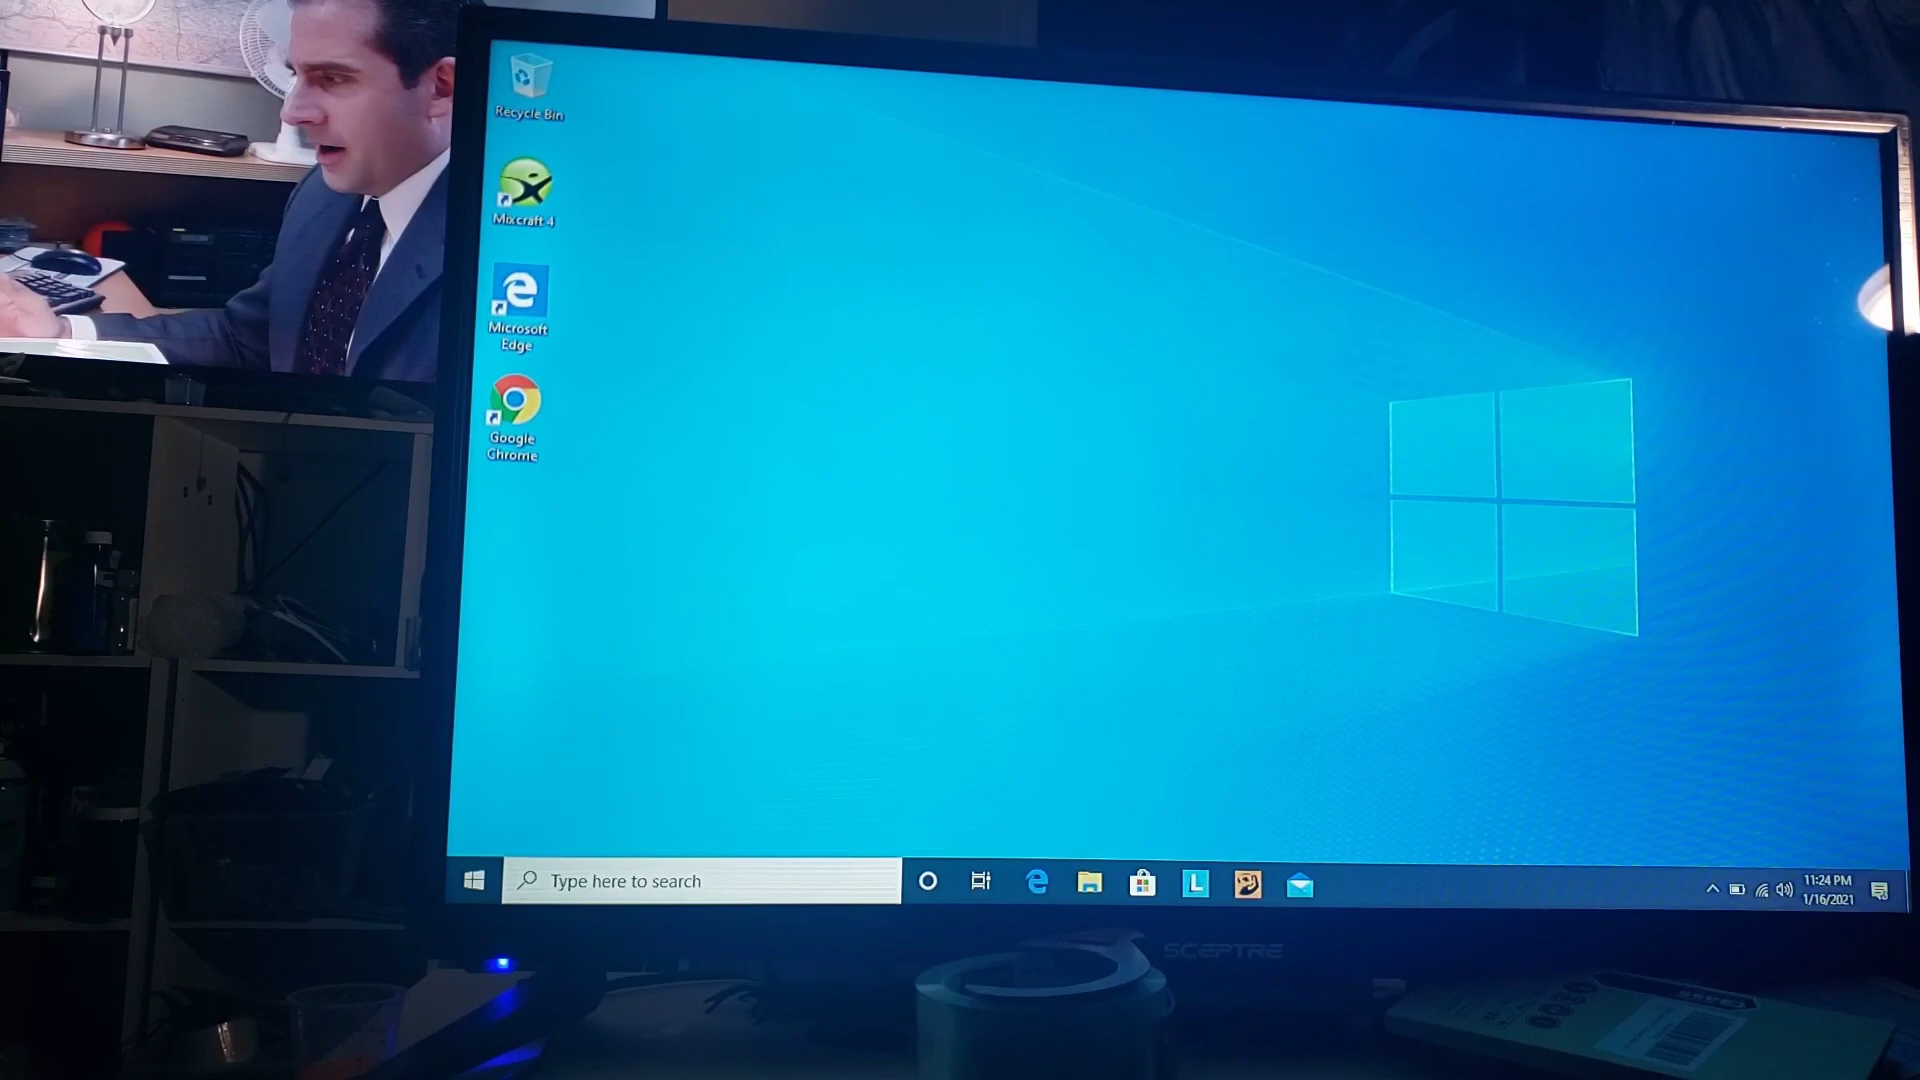 Recycle Bin
Mixcraft 4
Microsoft
Edge
Google
Chrome
Type here to search
L
11:24 PM
1/16/2021
SCEPTRE